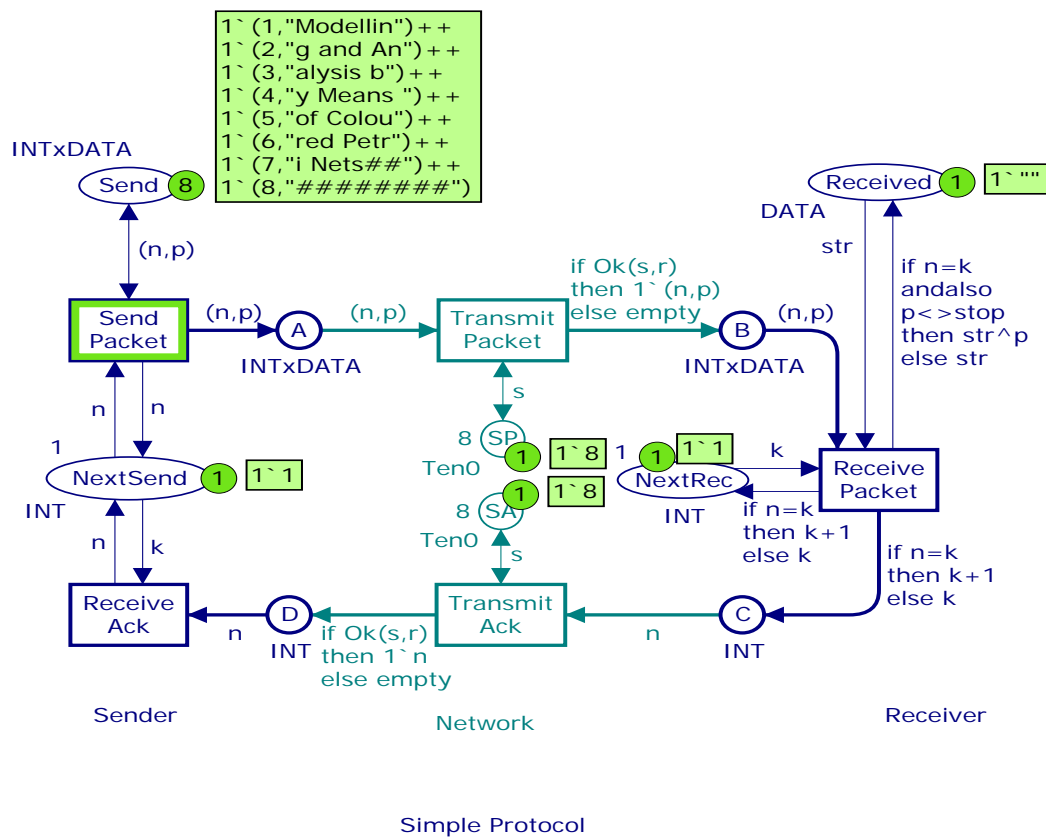 1`(1,"Modellin")++
1`(2,"g and An")++
1`(3,"alysis b")++
1`(4,"y Means ")++
1`(5,"of Colou")++
1`(6,"red Petr")++
1`(7,"i Nets##")++
1`(8,"########")
INTxDATA
Send
8
(n,p)
Received
1
1`""
DATA
str
if n=k
andalso
p<>stop
then str^p
else str
Send
Packet
(n,p)
A
INTxDATA
(n,p)
Transmit
Packet
if Ok(s,r)
then 1`(n,p)
else empty
B
INTxDATA
(n,p)
n
n
s
8
SP
1
1`8
Ten0
1
NextSend
1
1`1
INT
1
1
1`1
NextRec
INT
k
Receive
Packet
if n=k
then k+1
else k
8
SA
1
1`8
Ten0
s
n
k
if n=k
then k+1
else k
Receive
Ack
n
D
INT
if Ok(s,r)
then 1`n
else empty
Transmit
Ack
n
C
INT
Sender
Network
Receiver
Simple Protocol